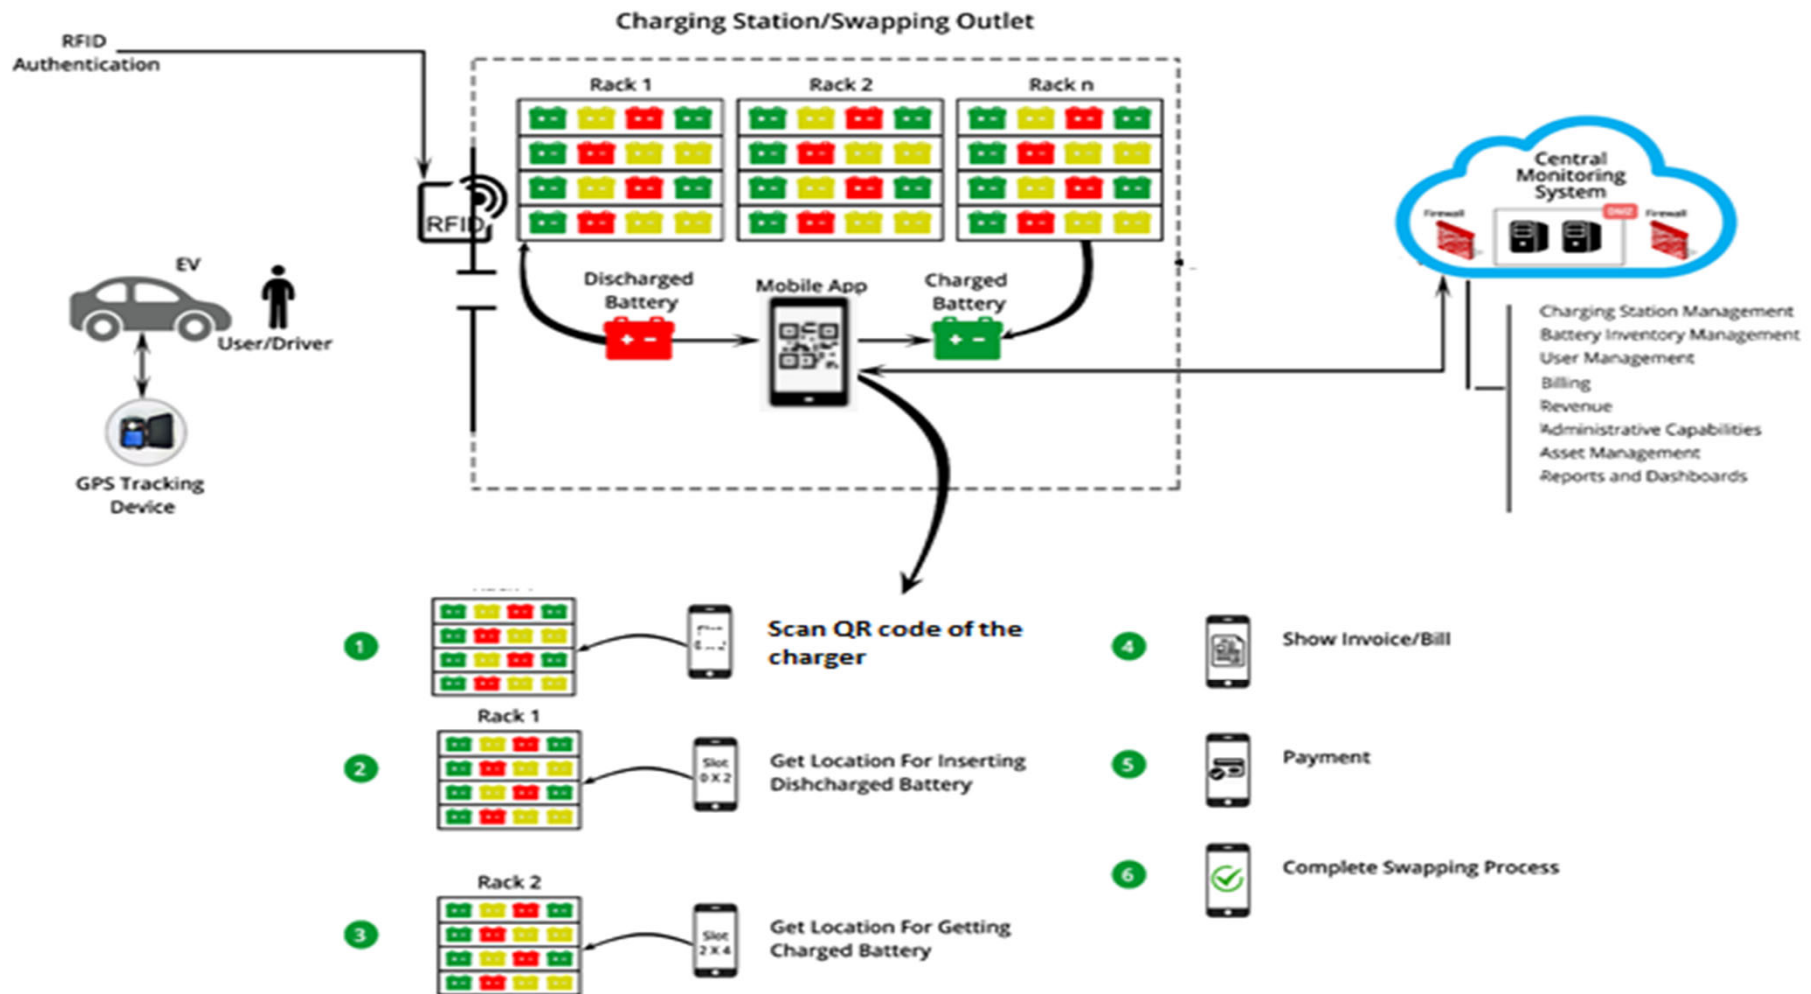 Charging Station/Swapping Outlet
RFID
Authentication
Rack 1
Rack 2
Rack n
RFID
Central
Monitoring
System
Firewall
DMZ
Firewall
EV
User/Driver
GPS Tracking
Device
Discharged
Battery
Mobile App
Charged
Battery
Charging Station Management
Battery Inventory Management
User Management
Billing
Revenue
Administrative Capabilities
Asset Management
Reports and Dashboards
1
Scan QR code of the
charger
2
Rack 1
Slot
0 X 2
Get Location For Inserting
Dishcharged Battery
3
Rack 2
Slot
2 X 4
Get Location For Getting
Charged Battery
4
Show Invoice/Bill
5
Payment
6
Complete Swapping Process